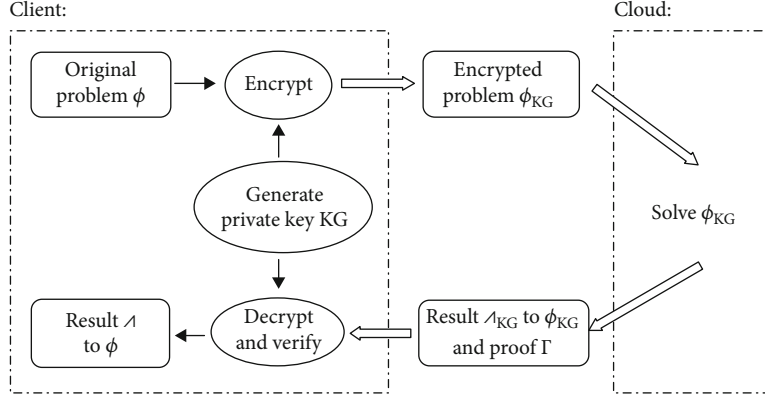 Client:
Cloud:
Original
problem ϕ
Encrypt
Encrypted
problem ϕKG
Generate
private key KG
Solve ϕKG
Result Λ
to ϕ
Decrypt
and verify
Result ΛKG to ϕKG
and proof Γ